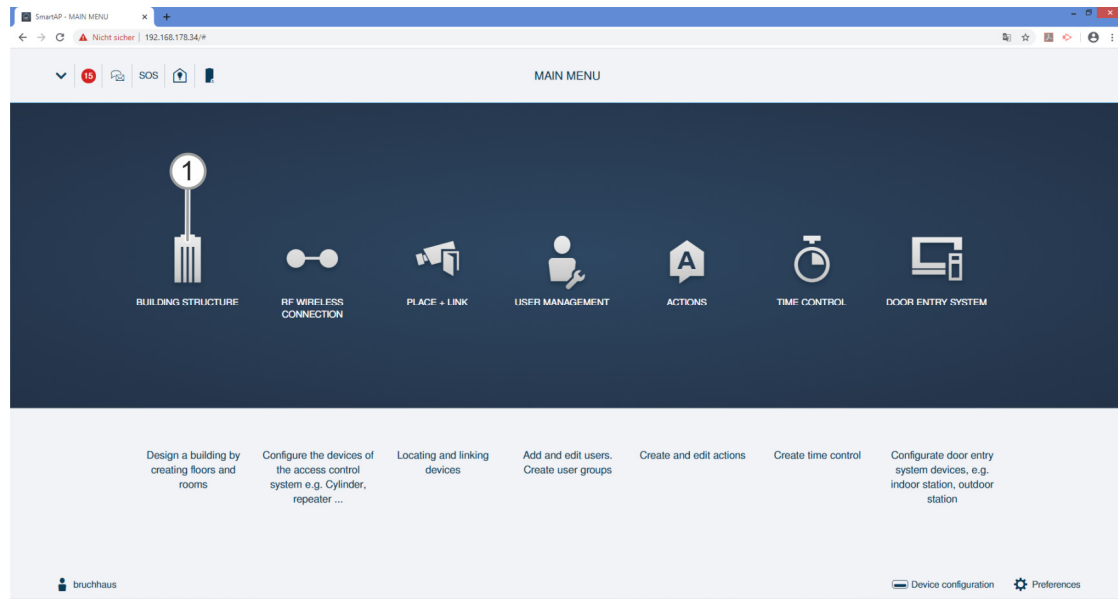 SmartAP - MAIN MENU
Nicht sicher | 192.168.178.34/#
15
SOS
MAIN MENU
1
BUILDING STRUCTURE
RF WIRELESS
CONNECTION
PLACE + LINK
USER MANAGEMENT
A
ACTIONS
TIME CONTROL
DOOR ENTRY SYSTEM
Design a building by
creating floors and
rooms
Configure the devices of
the access control
system e.g. Cylinder,
repeater ...
Locating and linking
devices
Add and edit users.
Create user groups
Create and edit actions
Create time control
Configurate door entry
system devices, e.g.
indoor station, outdoor
station
bruchhaus
Device configuration
Preferences